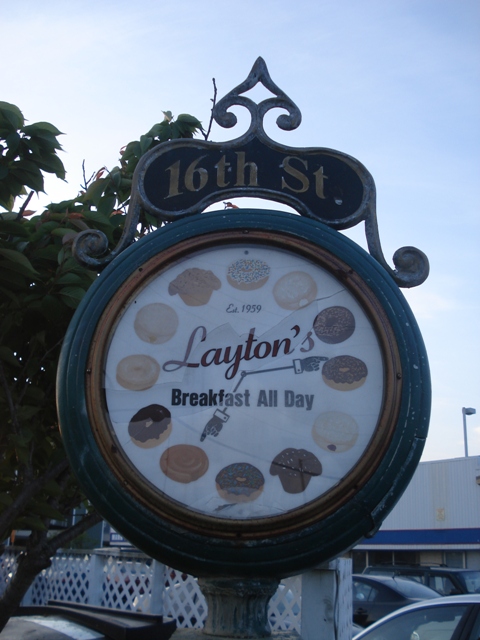 16th St.
Est. 1959
Layton's
Breakfast All Day